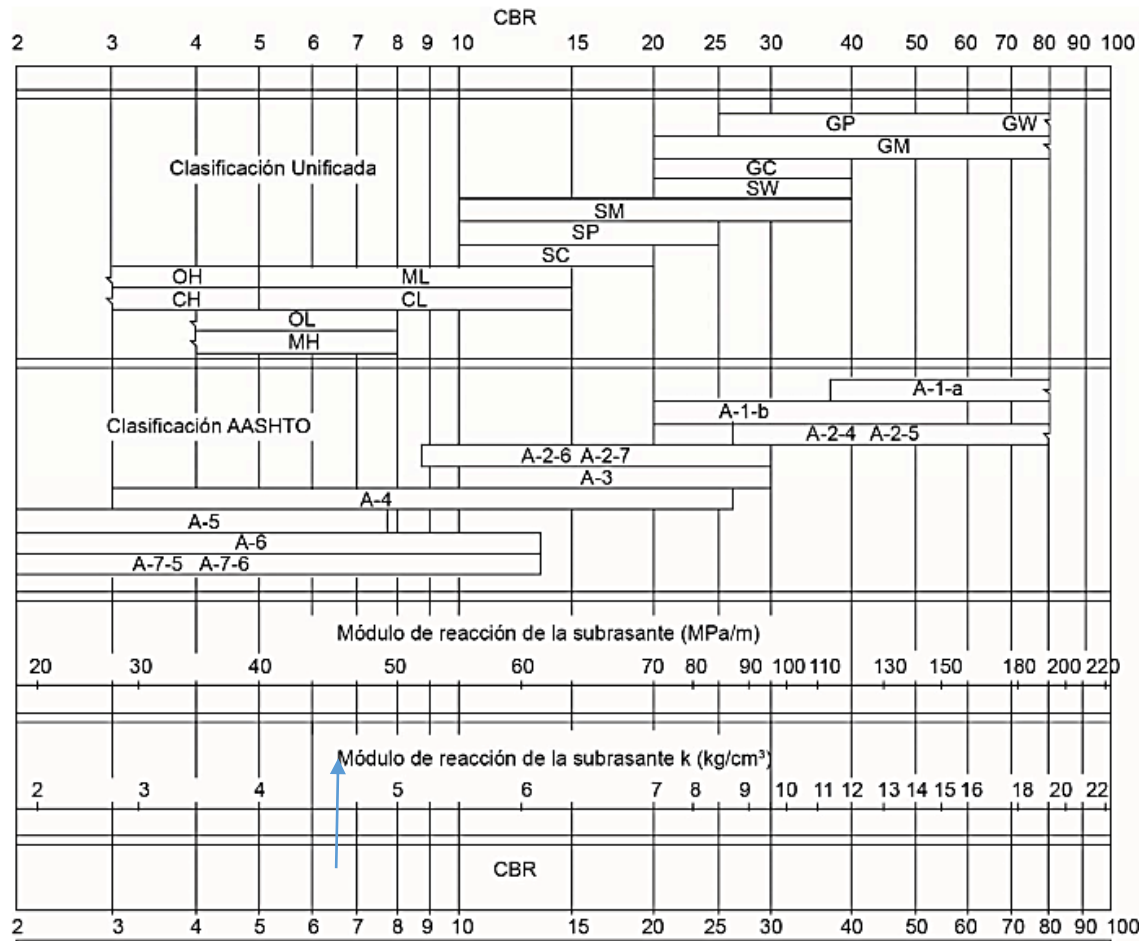 CBR
2 3 4 5 6 7 8 9 10 15 20 25 30 40 50 60 70 80 90 100
GP GW
GM
Clasificación Unificada
GC
SW
SM
SP
SC
OH ML
CH CL
OL
MH
A-1-a
A-1-b
Clasificación AASHTO
A-2-4 A-2-5
A-2-6 A-2-7
A-3
A-4
A-5
A-6
A-7-5 A-7-6
Módulo de reacción de la subrasante (MPa/m)
20 30 40 50 60 70 80 90 100 110 130 150 180 200 220
Módulo de reacción de la subrasante k (kg/cm³)
2 3 4 5 6 7 8 9 10 11 12 13 14 15 16 18 20 22
CBR
2 3 4 5 6 7 8 9 10 15 20 25 30 40 50 60 70 80 90 100